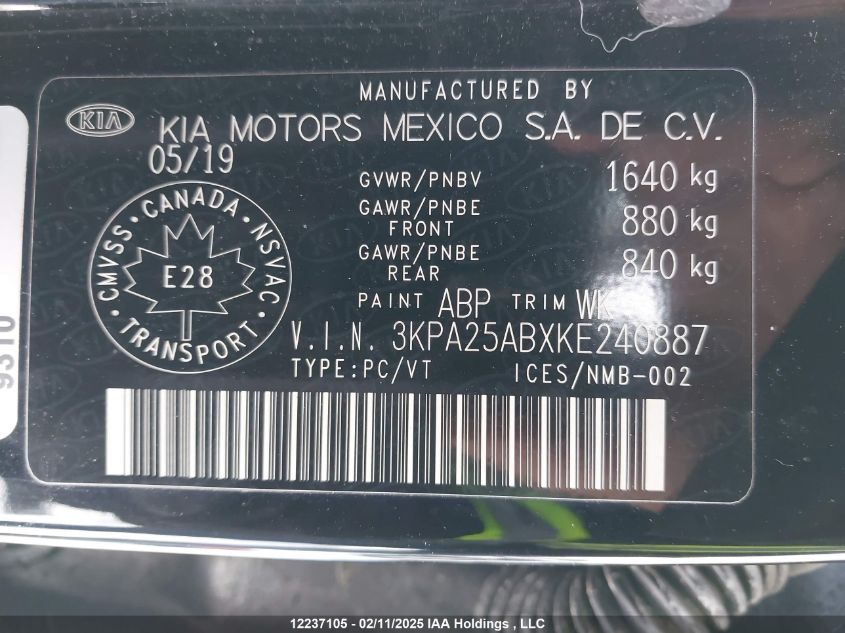 MANUFACTURED BY
KIA
KIA MOTORS MEXICO S.A. DE C.V.
05/19
GVWR/PNBV 1640 kg
GAWR/PNBE FRONT 880 kg
GAWR/PNBE REAR 840 kg
CMVSS • CANADA • NSVAC • TRANSPORT •
E28
PAINT ABP TRIM WK
V.I.N. 3KPA25ABXKE240887
TYPE:PC/VT ICES/NMB-002
9310
12237105 - 02/11/2025 IAA Holdings , LLC